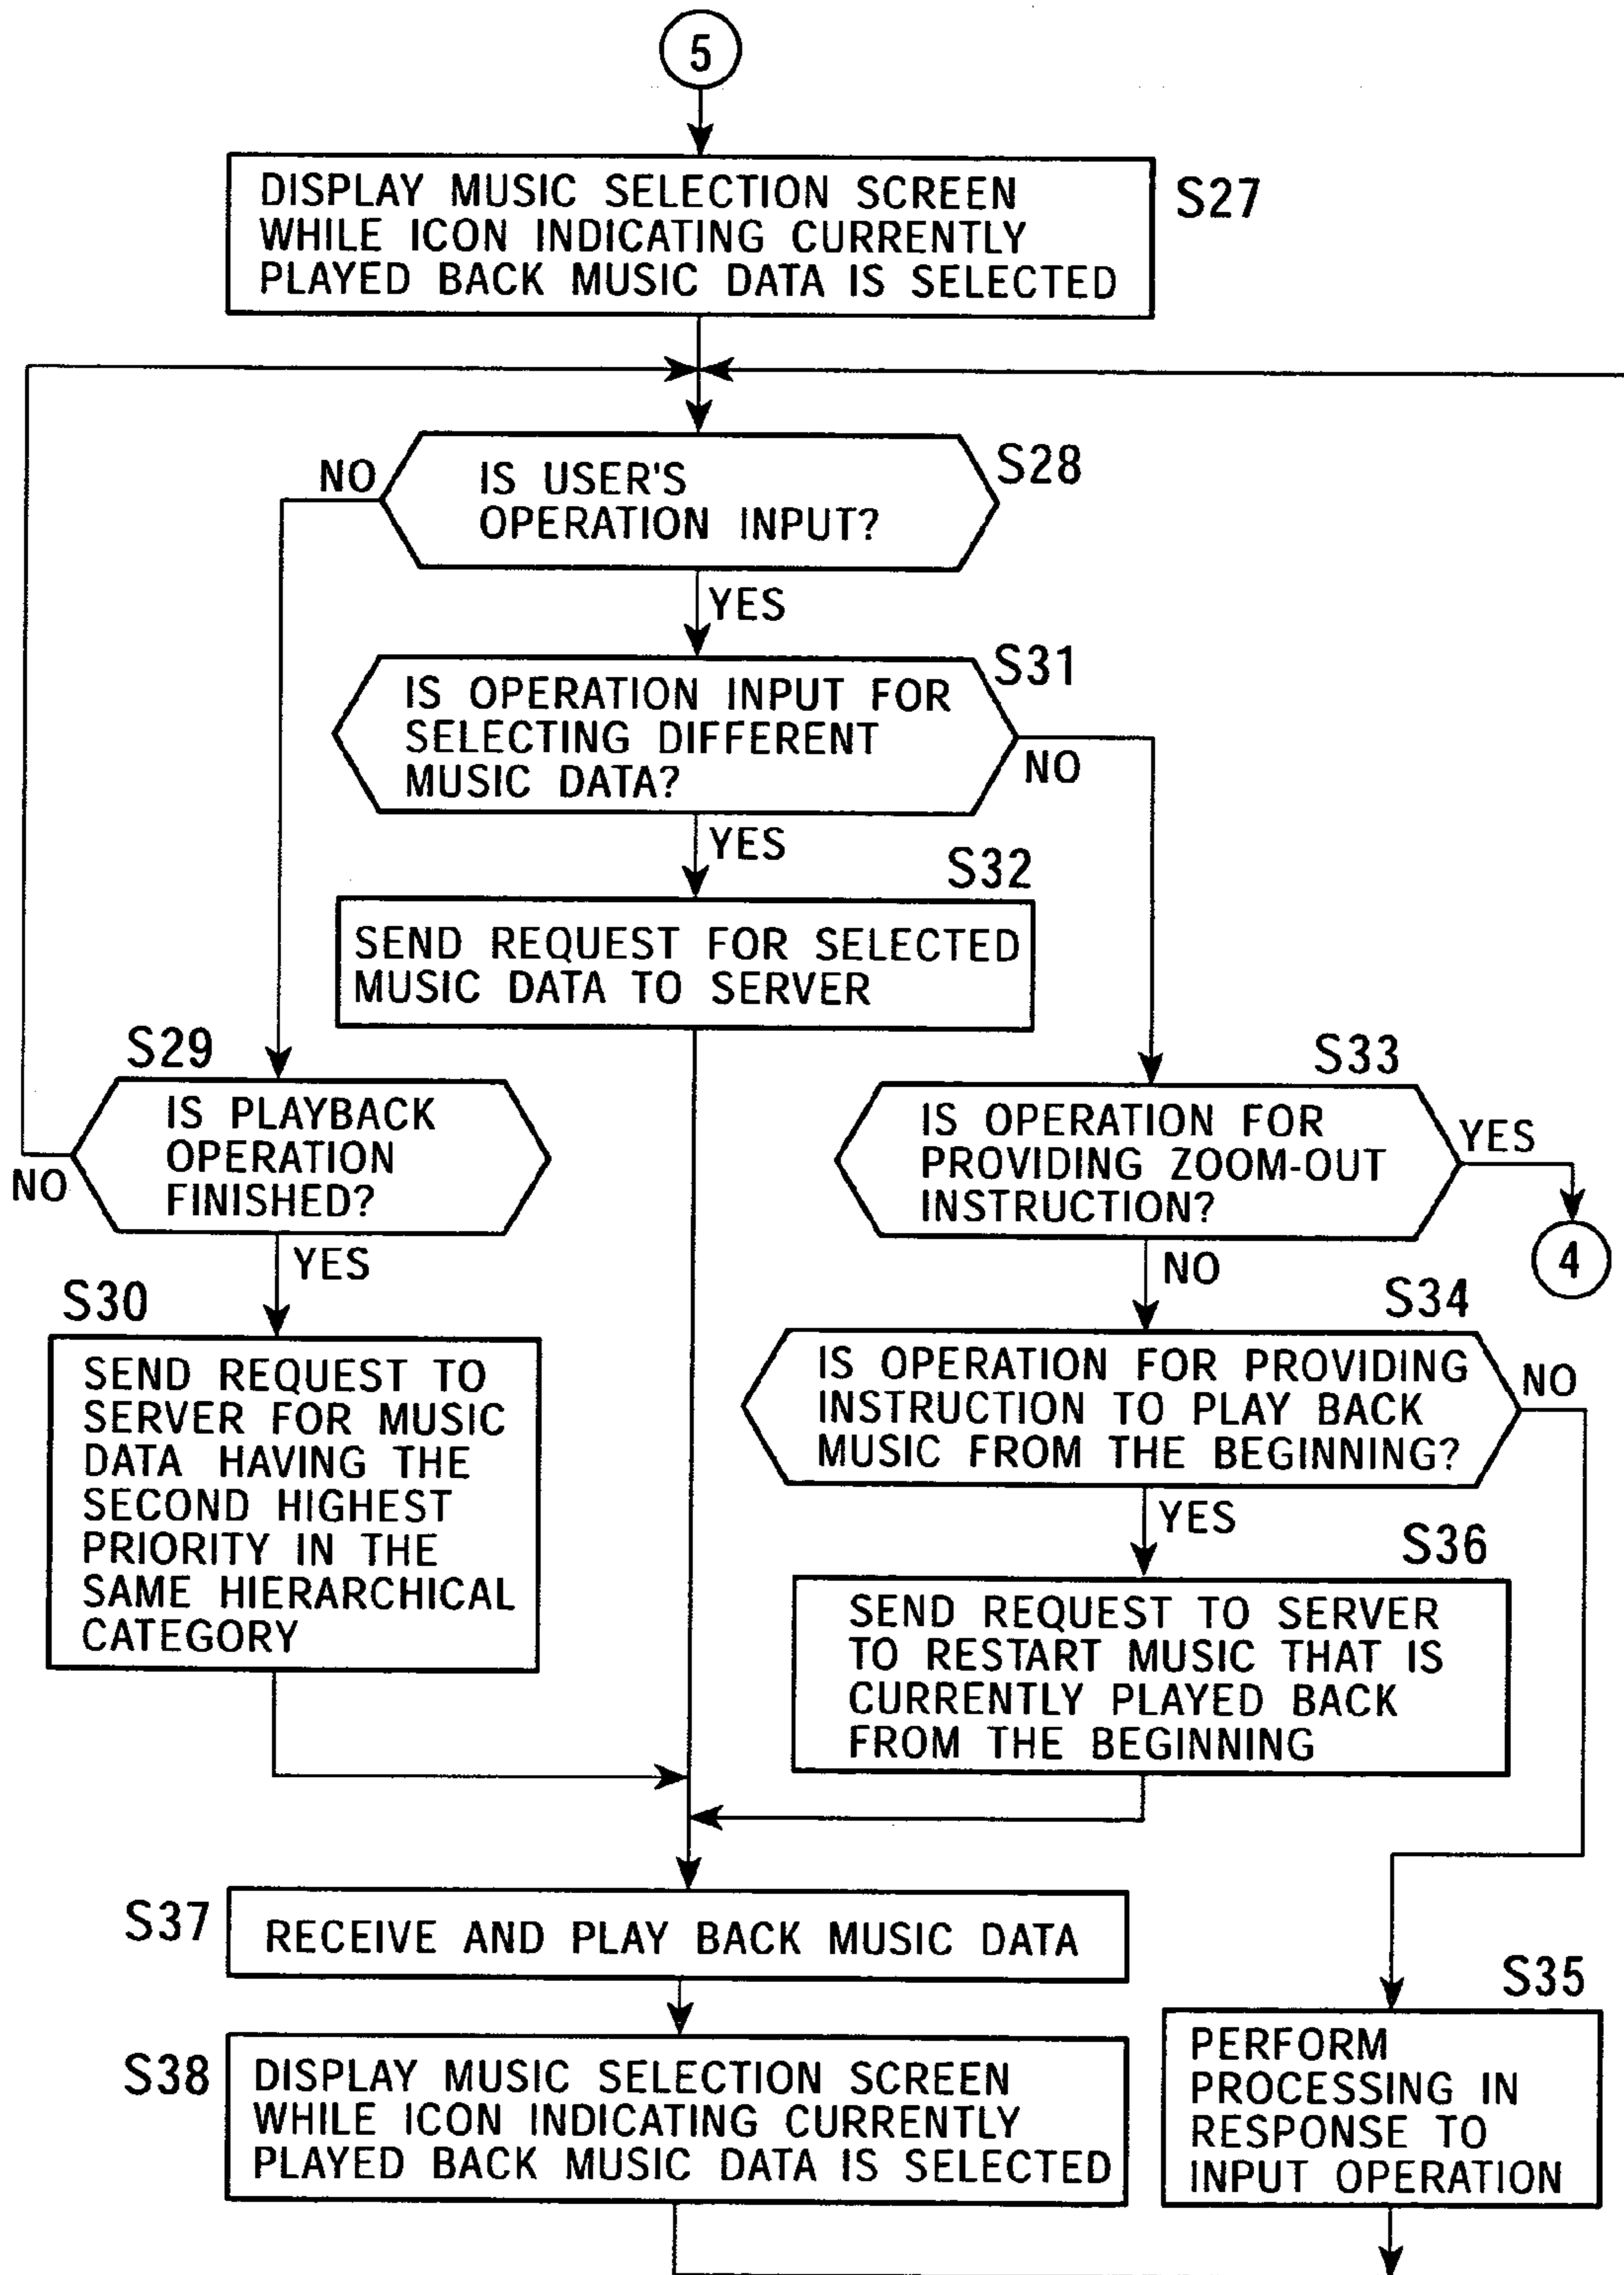 5
DISPLAY MUSIC SELECTION SCREEN
WHILE ICON INDICATING CURRENTLY
PLAYED BACK MUSIC DATA IS SELECTED
S27
S28
NO
IS USER'S
OPERATION INPUT?
YES
S31
IS OPERATION INPUT FOR
SELECTING DIFFERENT
MUSIC DATA?
NO
YES
S32
SEND REQUEST FOR SELECTED
MUSIC DATA TO SERVER
S29
IS PLAYBACK
OPERATION
FINISHED?
NO
YES
S33
IS OPERATION FOR
PROVIDING ZOOM-OUT
INSTRUCTION?
YES
4
NO
S30
SEND REQUEST TO
SERVER FOR MUSIC
DATA HAVING THE
SECOND HIGHEST
PRIORITY IN THE
SAME HIERARCHICAL
CATEGORY
S34
IS OPERATION FOR PROVIDING
INSTRUCTION TO PLAY BACK
MUSIC FROM THE BEGINNING?
NO
YES
S36
SEND REQUEST TO SERVER
TO RESTART MUSIC THAT IS
CURRENTLY PLAYED BACK
FROM THE BEGINNING
S37
RECEIVE AND PLAY BACK MUSIC DATA
S35
PERFORM
PROCESSING IN
RESPONSE TO
INPUT OPERATION
S38
DISPLAY MUSIC SELECTION SCREEN
WHILE ICON INDICATING CURRENTLY
PLAYED BACK MUSIC DATA IS SELECTED